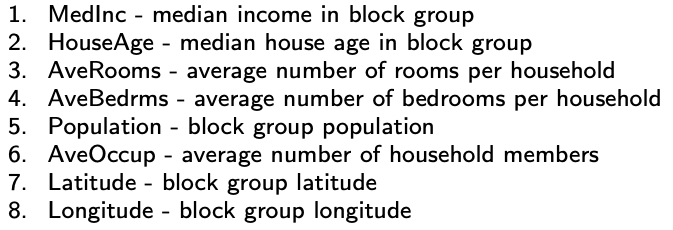 1. MedInc - median income in block group
2. HouseAge - median house age in block group
3. AveRooms - average number of rooms per household
4. AveBedrms - average number of bedrooms per household
5. Population - block group population
6. AveOccup - average number of household members
7. Latitude - block group latitude
8. Longitude - block group longitude